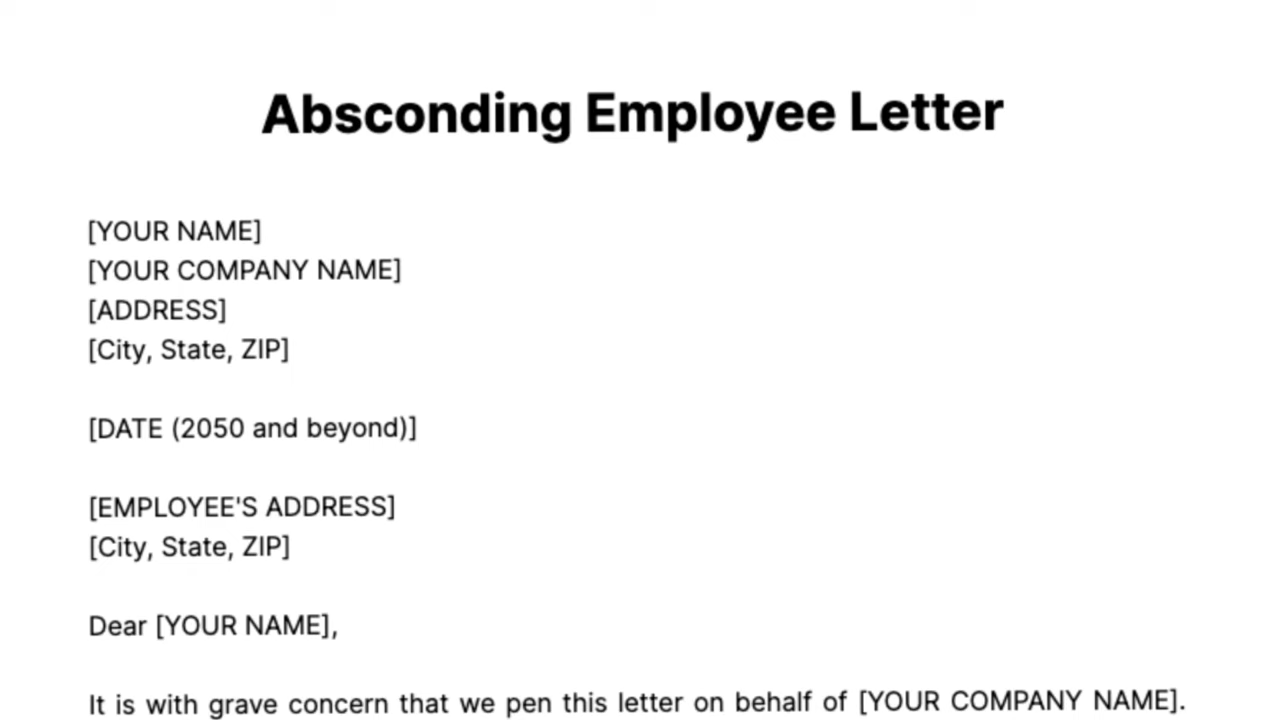 Absconding Employee Letter
[YOUR NAME]
[YOUR COMPANY NAME]
[ADDRESS]
[City, State, ZIP]
[DATE (2050 and beyond)]
[EMPLOYEE'S ADDRESS]
[City, State, ZIP]
Dear [YOUR NAME],
It is with grave concern that we pen this letter on behalf of [YOUR COMPANY NAME].